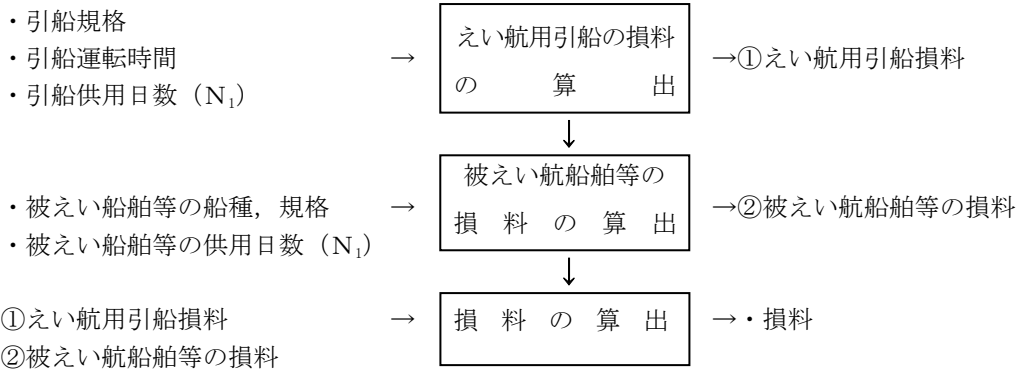 ・引船規格
・引船運転時間
・引船供用日数（N₁）
→
えい航用引船の損料
の算出
→①えい航用引船損料
↓
・被えい船舶等の船種，規格
・被えい船舶等の供用日数（N₁）
→
被えい航船舶等の
損料の算出
→②被えい航船舶等の損料
↓
①えい航用引船損料
②被えい航船舶等の損料
→
損料の算出
→・損料